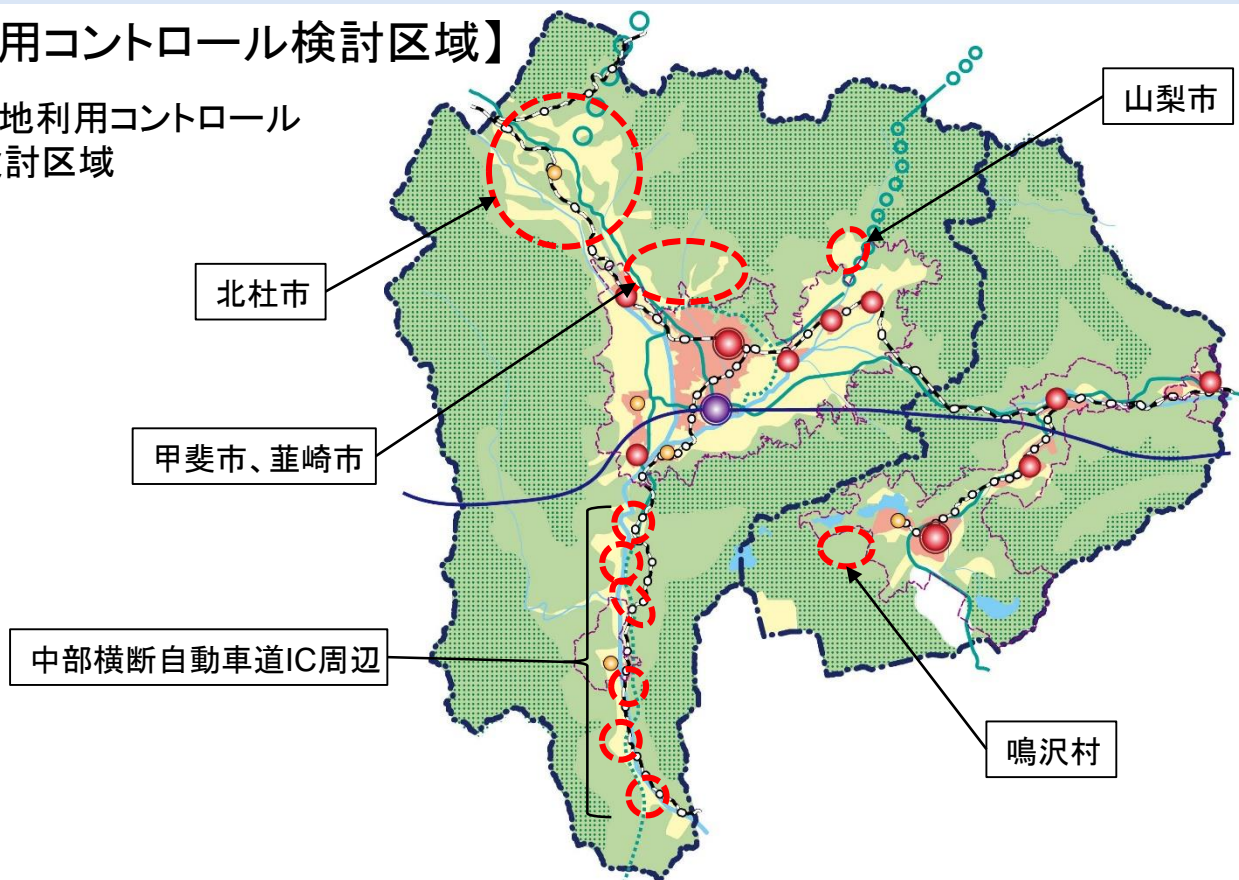 用コントロール検討区域】
地利用コントロール
討区域
山梨市
北杜市
甲斐市、韮崎市
中部横断自動車道IC周辺
鳴沢村